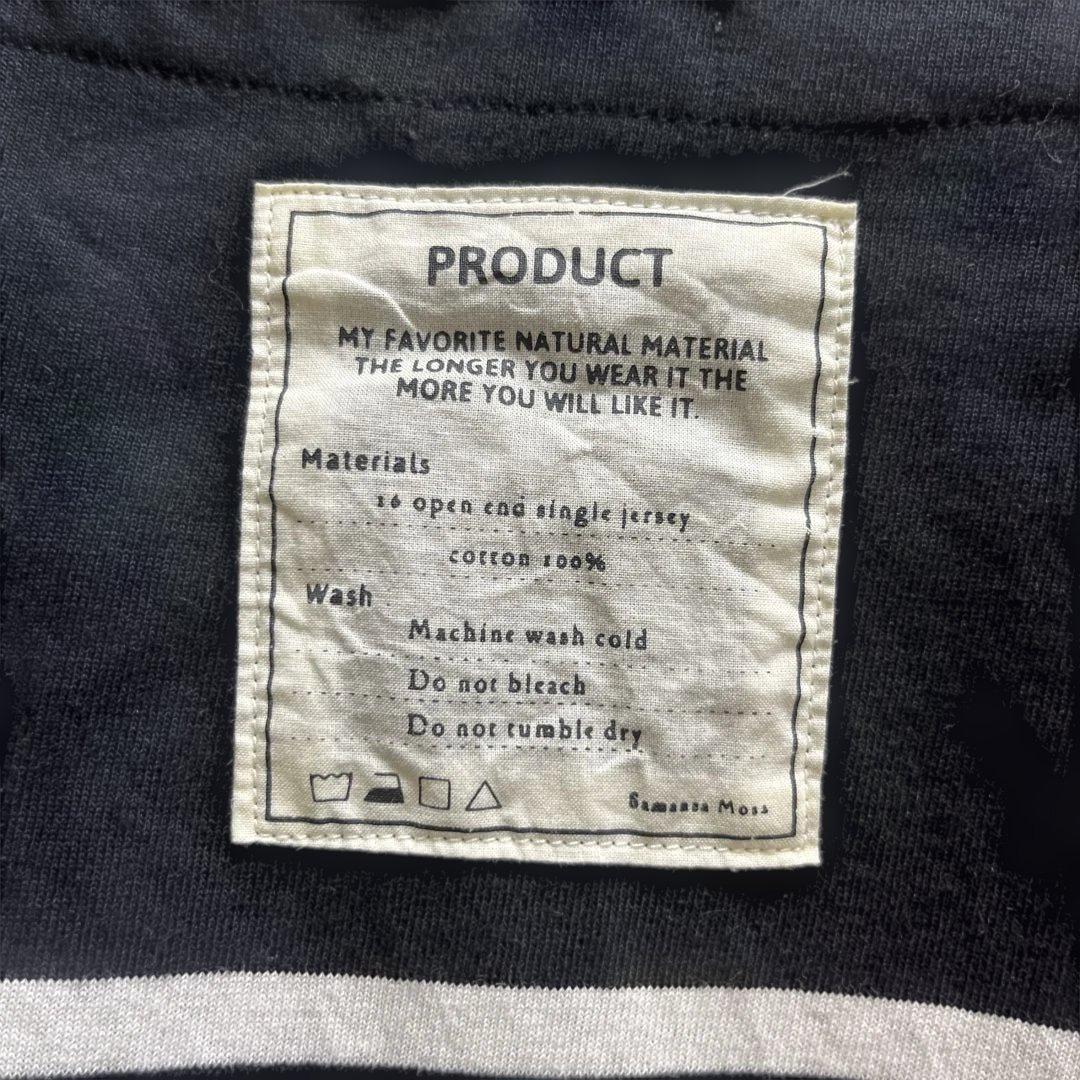 PRODUCT
MY FAVORITE NATURAL MATERIAL
THE LONGER YOU WEAR IT THE
MORE YOU WILL LIKE IT.
Materials
16 open end single jersey
cotton 100%
Wash
Machine wash cold
Do not bleach
Do not tumble dry
Samansa Moss